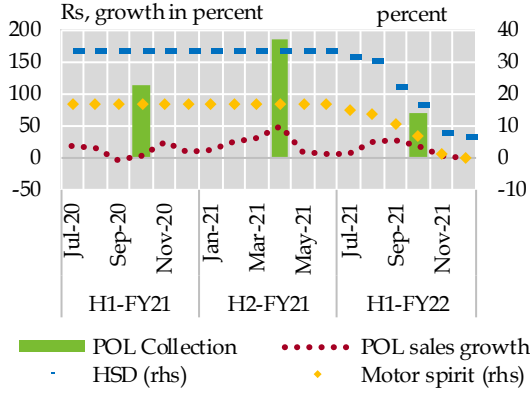 Rs, growth in percent percent
200 40
150 30
100 20
50 10
0 0
-50 -10
Jul-20 Sep-20 Nov-20 Jan-21 Mar-21 May-21 Jul-21 Sep-21 Nov-21
H1-FY21 H2-FY21 H1-FY22
POL Collection POL sales growth
HSD (rhs) Motor spirit (rhs)